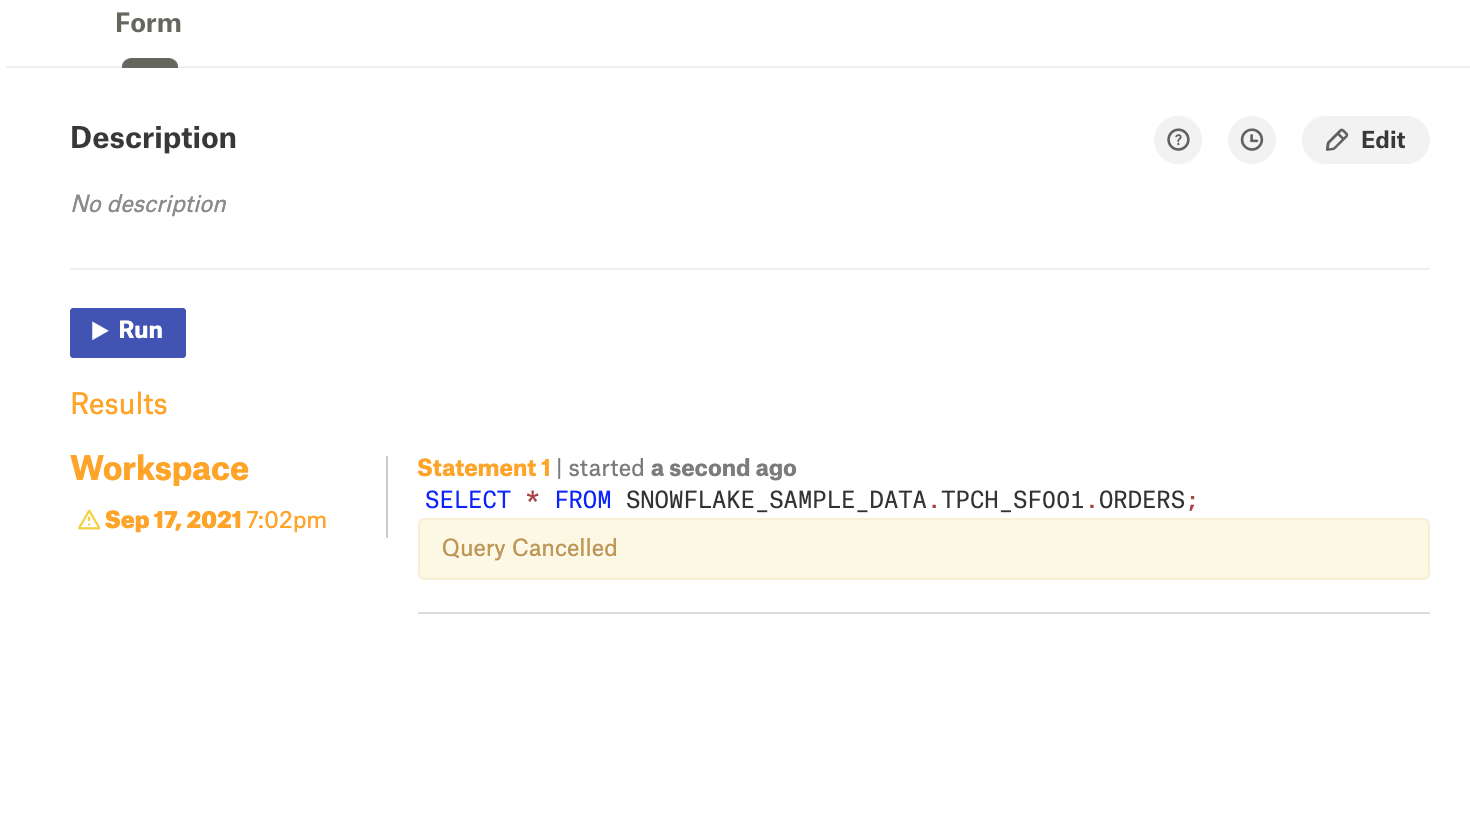 Form
Description
Edit
No description
Run
Results
Workspace
Sep 17, 2021 7:02pm
Statement 1 | started a second ago
SELECT * FROM SNOWFLAKE_SAMPLE_DATA.TPCH_SF001.ORDERS;
Query Cancelled